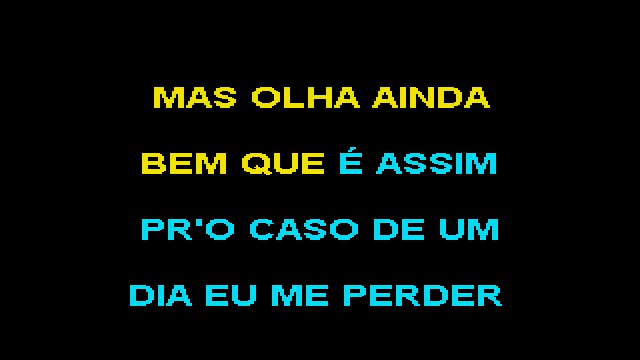 MAS OLHA AINDA
BEM QUE É ASSIM
PR'O CASO DE UM
DIA EU ME PERDER